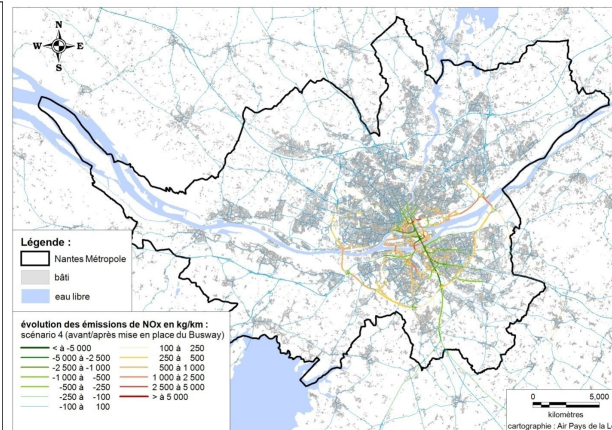 N
W E
S
Légende :
Nantes Métropole
bâti
eau libre
évolution des émissions de NOx en kg/km :
scénario 4 (avant/après mise en place du Busway)
< à -5 000
-5 000 à -2 500
-2 500 à -1 000
-1 000 à -500
-500 à -250
-250 à -100
-100 à 100
100 à 250
250 à 500
500 à 1 000
1 000 à 2 500
2 500 à 5 000
> à 5 000
0 5,000
kilomètres
cartographie : Air Pays de la L